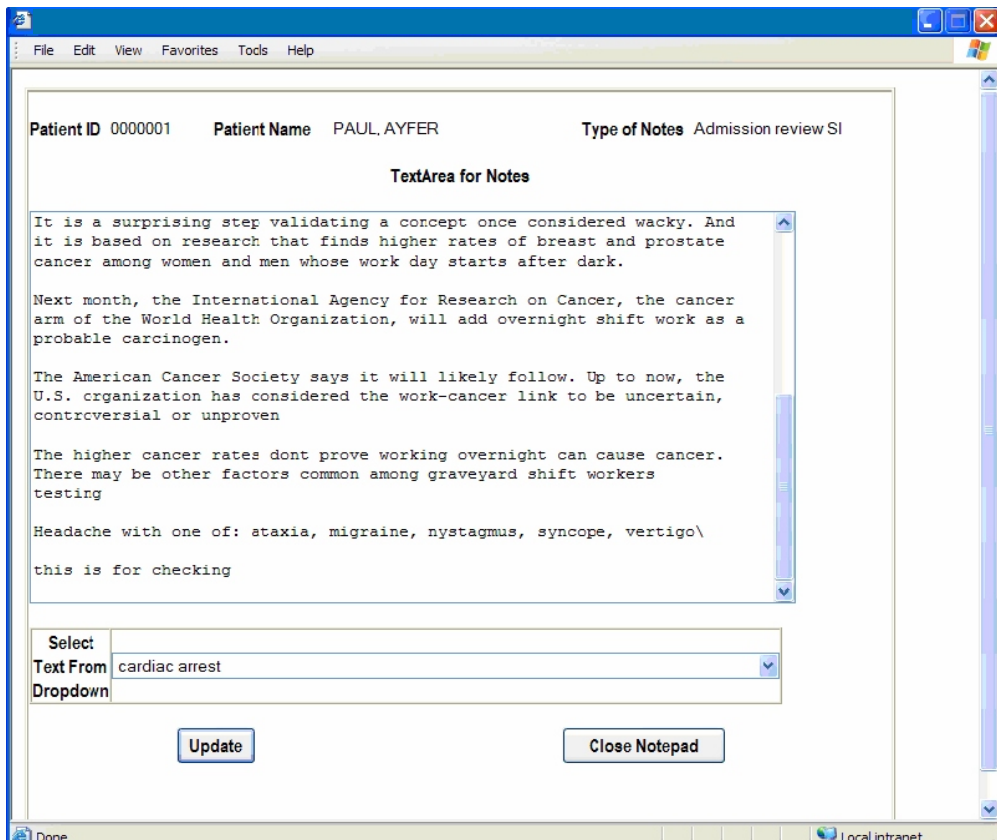 File Edit View Favorites Tools Help
Patient ID 0000001 Patient Name PAUL, AYFER Type of Notes Admission review SI
TextArea for Notes
It is a surprising step validating a concept once considered wacky. And
it is based on research that finds higher rates of breast and prostate
cancer among women and men whose work day starts after dark.
Next month, the International Agency for Research on Cancer, the cancer
arm of the World Health Organization, will add overnight shift work as a
probable carcinogen.
The American Cancer Society says it will likely follow. Up to now, the
U.S. organization has considered the work-cancer link to be uncertain,
controversial or unproven
The higher cancer rates dont prove working overnight can cause cancer.
There may be other factors common among graveyard shift workers
testing
Headache with one of: ataxia, migraine, nystagmus, syncope, vertigo\
this is for checking
Select
Text From cardiac arrest
Dropdown
Update Close Notepad
Done Local intranet